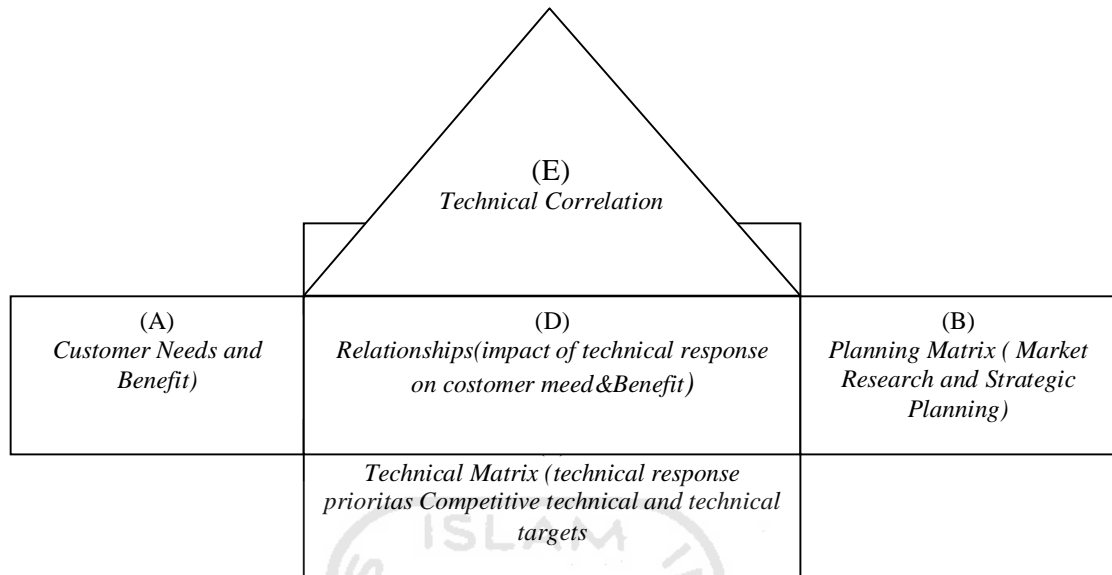 (E)
Technical Correlation
(A)
Customer Needs and
Benefit)
(D)
Relationships(impact of technical response
on costomer meed&Benefit)
(B)
Planning Matrix ( Market
Research and Strategic
Planning)
Technical Matrix (technical response
prioritas Competitive technical and technical
targets
ISLAM